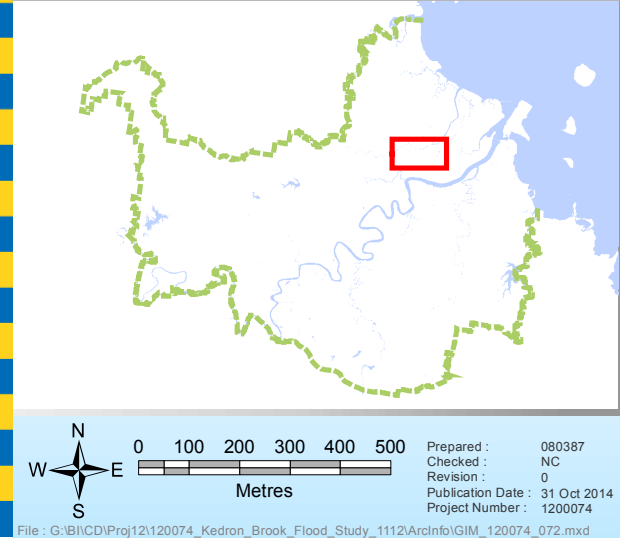 N
W E
S
0 100 200 300 400 500
Metres
Prepared : 080387
Checked : NC
Revision : 0
Publication Date : 31 Oct 2014
Project Number : 1200074
File : G:\BI\CD\Proj12\120074_Kedron_Brook_Flood_Study_1112\ArcInfo\GIM_120074_072.mxd